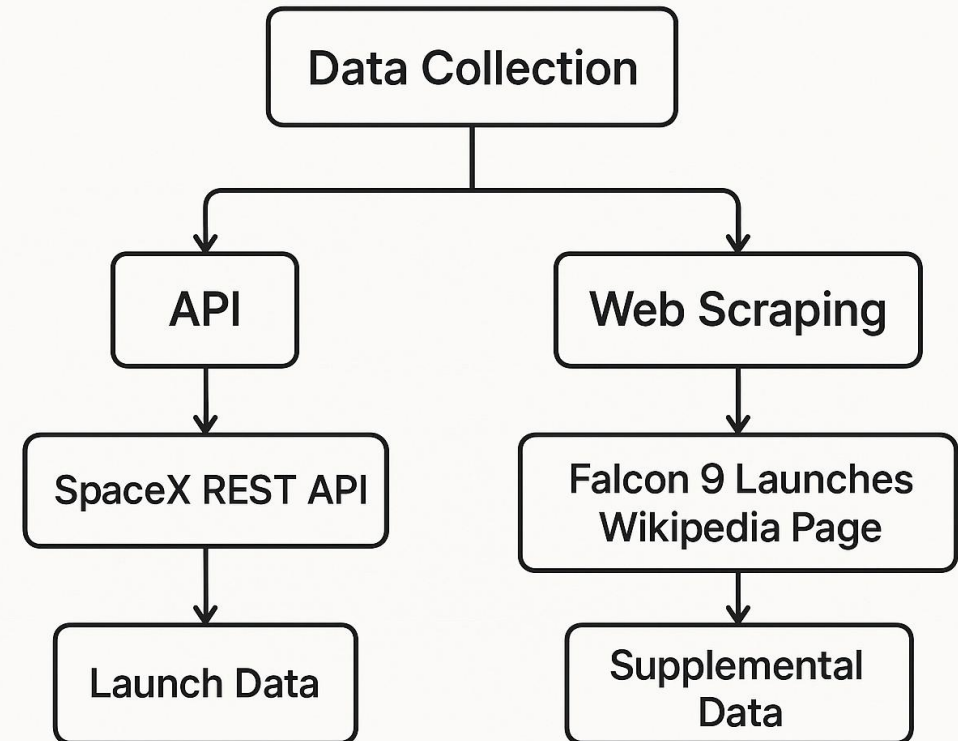 Data Collection
API
Web Scraping
SpaceX REST API
Falcon 9 Launches
Wikipedia Page
Launch Data
Supplemental
Data